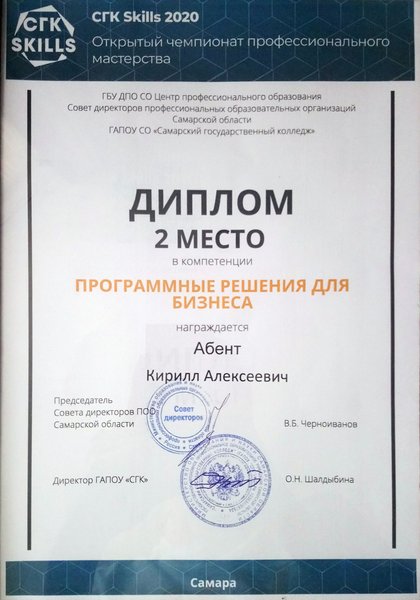 СГК
SKILLS
СГК Skills 2020
Открытый чемпионат профессионального
мастерства
ГБУ ДПО СО Центр профессионального образования
Совет директоров профессиональных образовательных организаций
Самарской области
ГАПОУ СО «Самарский государственный колледж»
ДИПЛОМ
2 МЕСТО
в компетенции
ПРОГРАММНЫЕ РЕШЕНИЯ ДЛЯ
БИЗНЕСА
награждается
Абент
Кирилл Алексеевич
Председатель
Совета директоров ПОО
Самарской области
Совет
директоров
В.Б. Черноиванов
Директор ГАПОУ «СГК»
О.Н. Шалдыбина
Самара